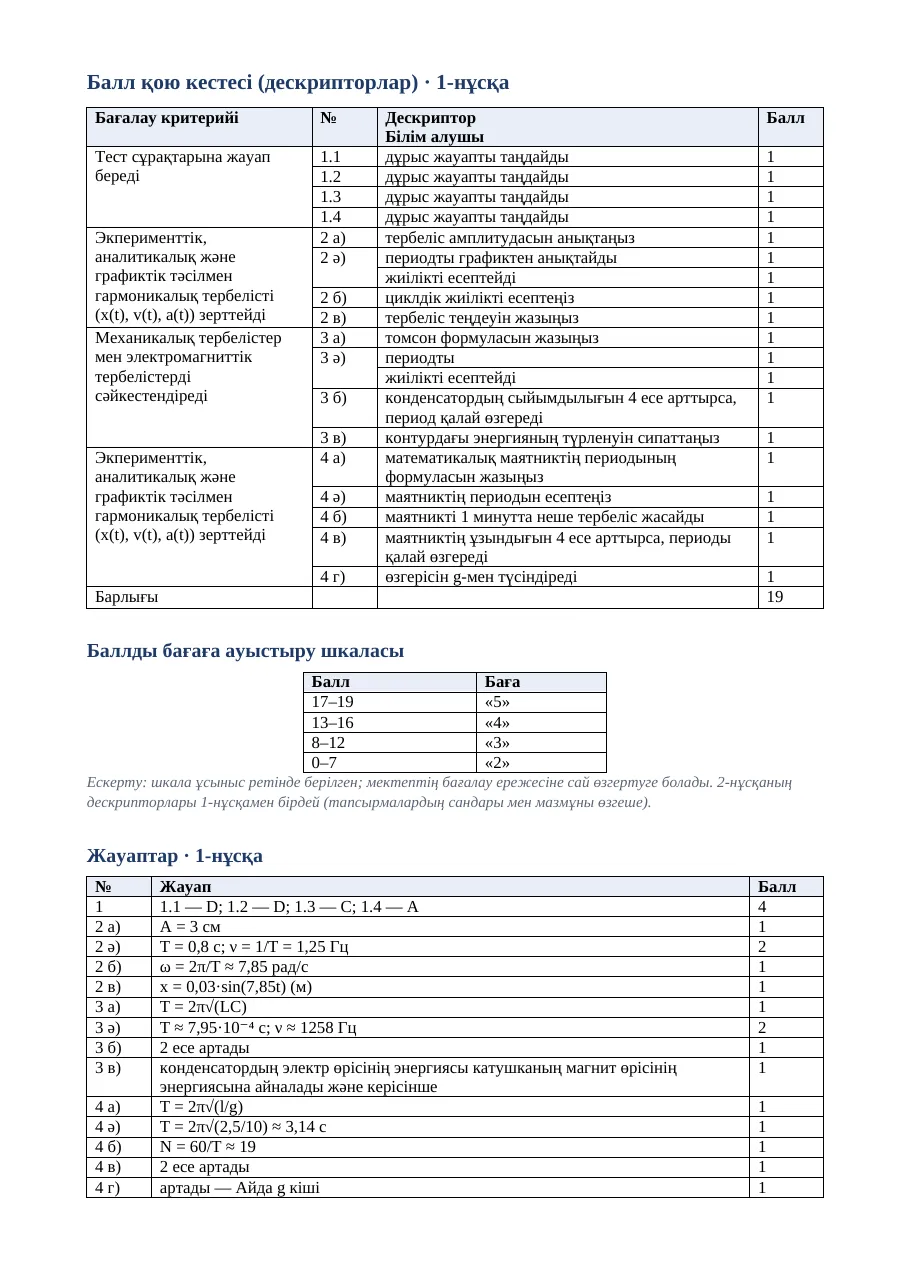 Балл қою кестесі (дескрипторлар) · 1-нұсқа
Бағалау критерийі № Дескриптор Балл
Білім алушы
Тест сұрақтарына жауап 1.1 дұрыс жауапты таңдайды 1
береді 1.2 дұрыс жауапты таңдайды 1
1.3 дұрыс жауапты таңдайды 1
1.4 дұрыс жауапты таңдайды 1
Экперименттік, 2 а) тербеліс амплитудасын анықтаңыз 1
аналитикалық және 2 ә) периодты графиктен анықтайды 1
графиктік тәсілмен жиілікті есептейді 1
гармоникалық тербелісті 2 б) циклдік жиілікті есептеңіз 1
(x(t), v(t), a(t)) зерттейді 2 в) тербеліс теңдеуін жазыңыз 1
Механикалық тербелістер 3 а) томсон формуласын жазыңыз 1
мен электромагниттік 3 ә) периодты 1
тербелістерді жиілікті есептейді 1
сәйкестендіреді 3 б) конденсатордың сыйымдылығын 4 есе арттырса, 1
период қалай өзгереді
3 в) контурдағы энергияның түрленуін сипаттаңыз 1
Экперименттік, 4 а) математикалық маятниктің периодының 1
аналитикалық және формуласын жазыңыз
графиктік тәсілмен 4 ә) маятниктің периодын есептеңіз 1
гармоникалық тербелісті 4 б) маятникті 1 минутта неше тербеліс жасайды 1
(x(t), v(t), a(t)) зерттейді 4 в) маятниктің ұзындығын 4 есе арттырса, периоды 1
қалай өзгереді
4 г) өзгерісін g-мен түсіндіреді 1
Барлығы 19
Баллды бағаға ауыстыру шкаласы
Балл Баға
17–19 «5»
13–16 «4»
8–12 «3»
0–7 «2»
Ескерту: шкала ұсыныс ретінде берілген; мектептің бағалау ережесіне сай өзгертуге болады. 2-нұсқаның
дескрипторлары 1-нұсқамен бірдей (тапсырмалардың сандары мен мазмұны өзгеше).
Жауаптар · 1-нұсқа
№ Жауап Балл
1 1.1 — D; 1.2 — D; 1.3 — C; 1.4 — A 4
2 а) A = 3 см 1
2 ә) T = 0,8 с; ν = 1/T = 1,25 Гц 2
2 б) ω = 2π/T ≈ 7,85 рад/с 1
2 в) x = 0,03·sin(7,85t) (м) 1
3 а) T = 2π√(LC) 1
3 ә) T ≈ 7,95·10⁻⁴ с; ν ≈ 1258 Гц 2
3 б) 2 есе артады 1
3 в) конденсатордың электр өрісінің энергиясы катушканың магнит өрісінің 1
энергиясына айналады және керісінше
4 а) T = 2π√(l/g) 1
4 ә) T = 2π√(2,5/10) ≈ 3,14 с 1
4 б) N = 60/T ≈ 19 1
4 в) 2 есе артады 1
4 г) артады — Айда g кіші 1